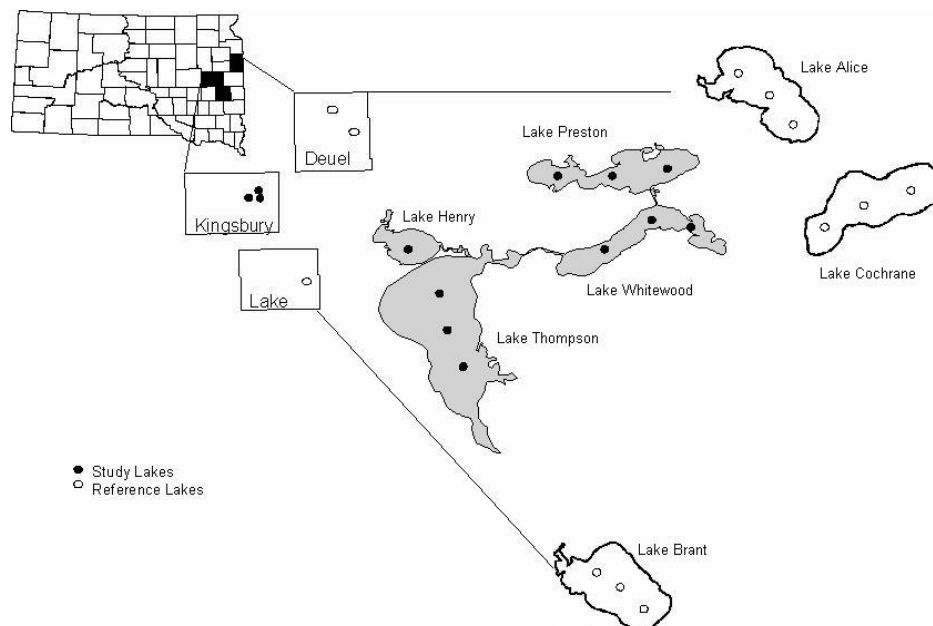 Lake Alice
Lake Preston
Deuel
Kingsbury
Lake Henry
Lake Cochrane
Lake Whitewood
Lake
Lake Thompson
Study Lakes
Reference Lakes
Lake Brant